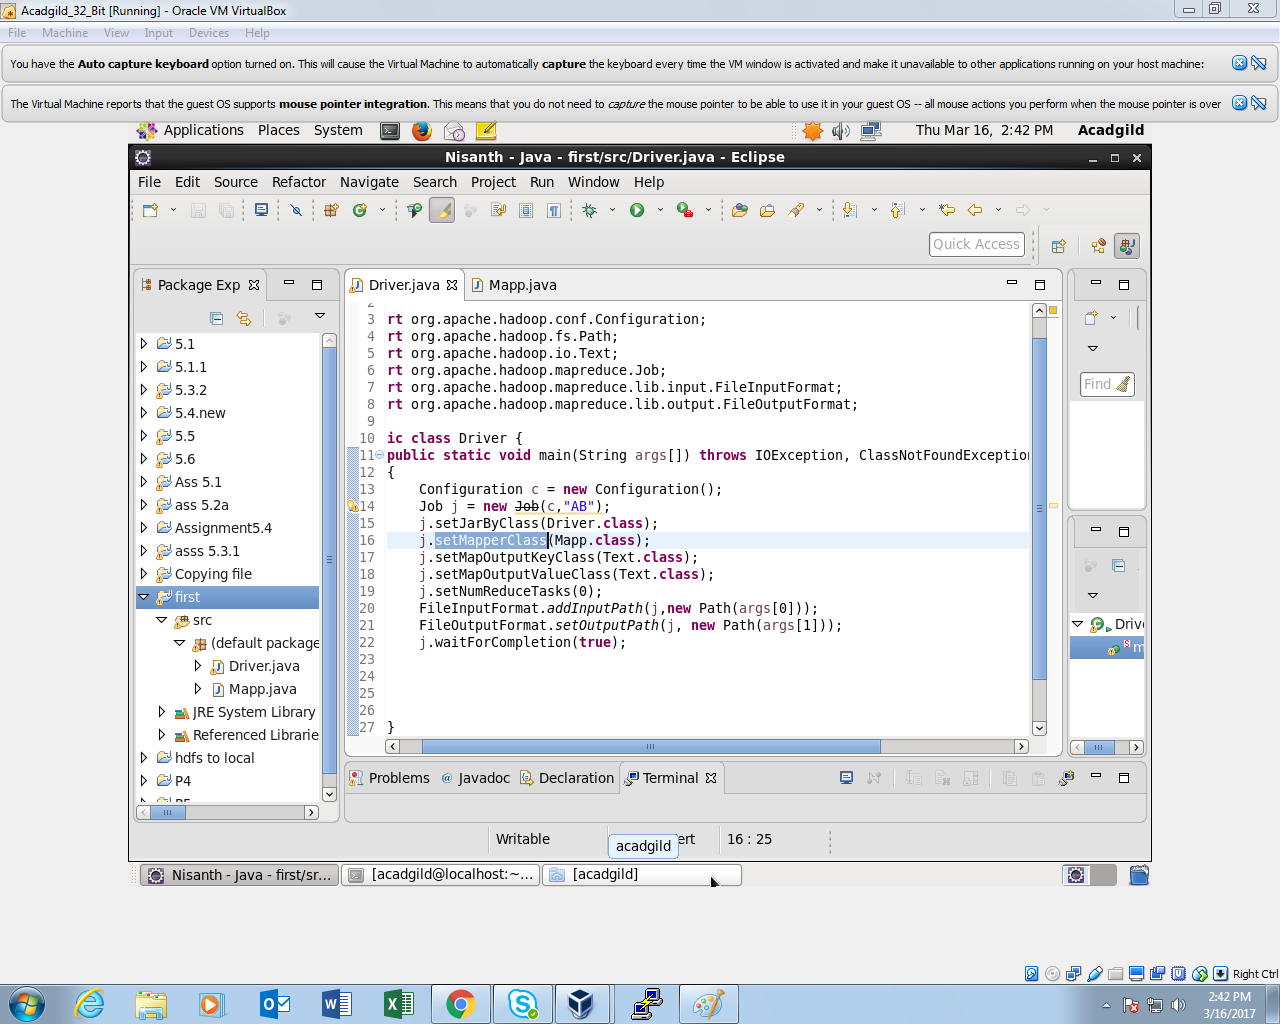 Acadgild_32_Bit [Running] - Oracle VM VirtualBox
File Machine View Input Devices Help
You have the Auto capture keyboard option turned on. This will cause the Virtual Machine to automatically capture the keyboard every time the VM window is activated and make it unavailable to other applications running on your host machine:
The Virtual Machine reports that the guest OS supports mouse pointer integration. This means that you do not need to capture the mouse pointer to be able to use it in your guest OS -- all mouse actions you perform when the mouse pointer is over
Applications Places System Thu Mar 16, 2:42 PM Acadgild
Nisanth - Java - first/src/Driver.java - Eclipse
File Edit Source Refactor Navigate Search Project Run Window Help
Quick Access
Package Exp
5.1
5.1.1
5.3.2
5.4.new
5.5
5.6
Ass 5.1
ass 5.2a
Assignment5.4
asss 5.3.1
Copying file
first
src
(default package
Driver.java
Mapp.java
JRE System Library
Referenced Librarie
hdfs to local
P4
Driver.java Mapp.java
2
3 rt org.apache.hadoop.conf.Configuration;
4 rt org.apache.hadoop.fs.Path;
5 rt org.apache.hadoop.io.Text;
6 rt org.apache.hadoop.mapreduce.Job;
7 rt org.apache.hadoop.mapreduce.lib.input.FileInputFormat;
8 rt org.apache.hadoop.mapreduce.lib.output.FileOutputFormat;
9
10 ic class Driver {
11 public static void main(String args[]) throws IOException, ClassNotFoundException
12 {
13 Configuration c = new Configuration();
14 Job j = new Job(c,"AB");
15 j.setJarByClass(Driver.class);
16 j.setMapperClass(Mapp.class);
17 j.setMapOutputKeyClass(Text.class);
18 j.setMapOutputValueClass(Text.class);
19 j.setNumReduceTasks(0);
20 FileInputFormat.addInputPath(j,new Path(args[0]));
21 FileOutputFormat.setOutputPath(j, new Path(args[1]));
22 j.waitForCompletion(true);
23
24
25
26
27 }
Find
Drive
m
Problems @ Javadoc Declaration Terminal
Writable ert 16 : 25
acadgild
Nisanth - Java - first/sr... [acadgild@localhost:~... [acadgild]
Right Ctrl
2:42 PM
3/16/2017